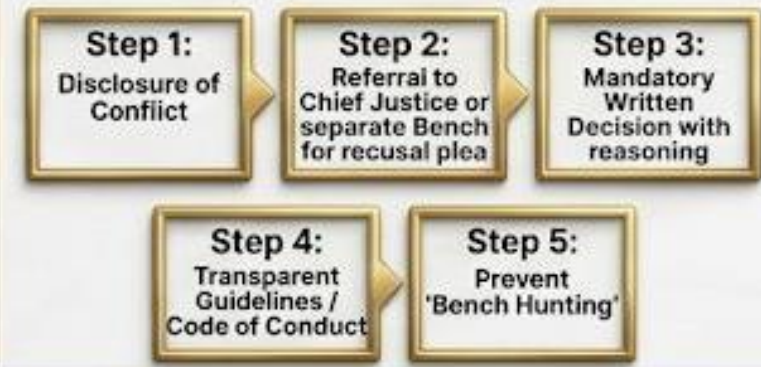 Step 1:
Disclosure of
Conflict
Step 2:
Referral to
Chief Justice or
separate Bench
for recusal plea
Step 3:
Mandatory
Written
Decision with
reasoning
Step 4:
Transparent
Guidelines /
Code of Conduct
Step 5:
Prevent
'Bench Hunting'